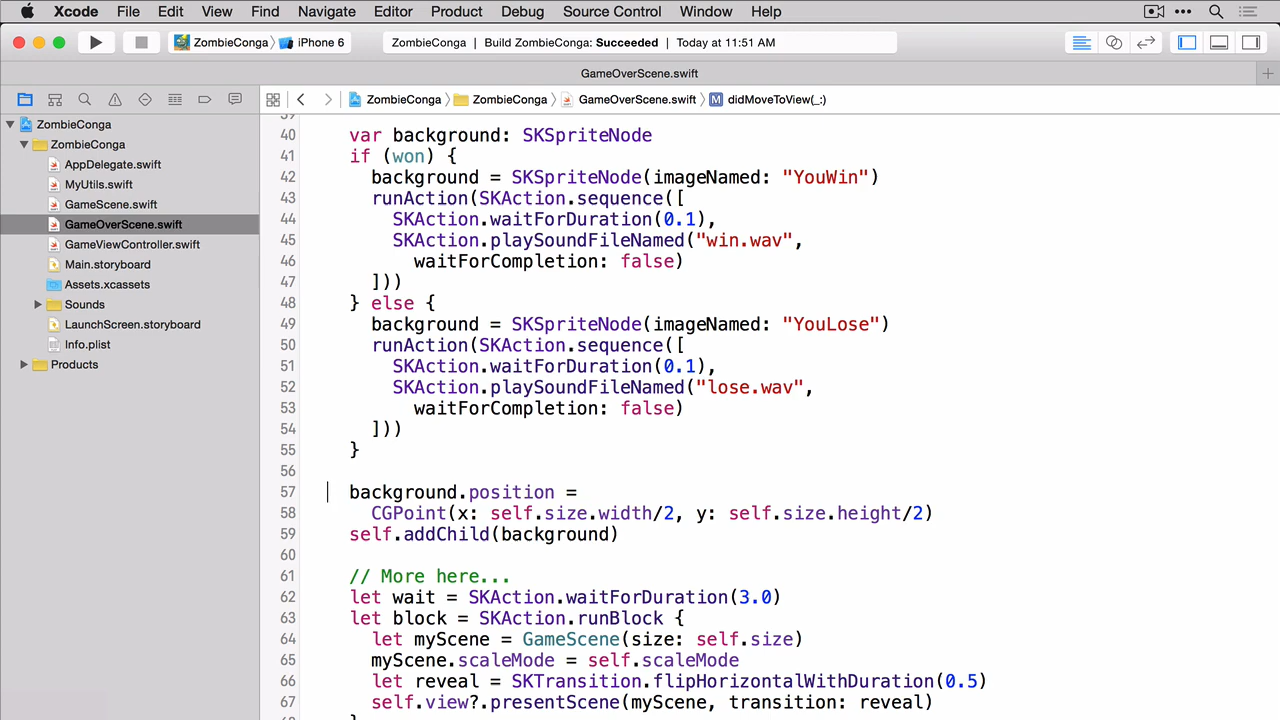 Xcode File Edit View Find Navigate Editor Product Debug Source Control Window Help
ZombieConga iPhone 6 ZombieConga | Build ZombieConga: Succeeded | Today at 11:51 AM
GameOverScene.swift
ZombieConga ZombieConga GameOverScene.swift M didMoveToView(_:)
ZombieConga
ZombieConga
AppDelegate.swift
MyUtils.swift
GameScene.swift
GameOverScene.swift
GameViewController.swift
Main.storyboard
Assets.xcassets
Sounds
LaunchScreen.storyboard
Info.plist
Products
39
40 var background: SKSpriteNode
41 if (won) {
42 background = SKSpriteNode(imageNamed: "YouWin")
43 runAction(SKAction.sequence([
44 SKAction.waitForDuration(0.1),
45 SKAction.playSoundFileNamed("win.wav",
46 waitForCompletion: false)
47 ]))
48 } else {
49 background = SKSpriteNode(imageNamed: "YouLose")
50 runAction(SKAction.sequence([
51 SKAction.waitForDuration(0.1),
52 SKAction.playSoundFileNamed("lose.wav",
53 waitForCompletion: false)
54 ]))
55 }
56
57 background.position =
58 CGPoint(x: self.size.width/2, y: self.size.height/2)
59 self.addChild(background)
60
61 // More here...
62 let wait = SKAction.waitForDuration(3.0)
63 let block = SKAction.runBlock {
64 let myScene = GameScene(size: self.size)
65 myScene.scaleMode = self.scaleMode
66 let reveal = SKTransition.flipHorizontalWithDuration(0.5)
67 self.view?.presentScene(myScene, transition: reveal)